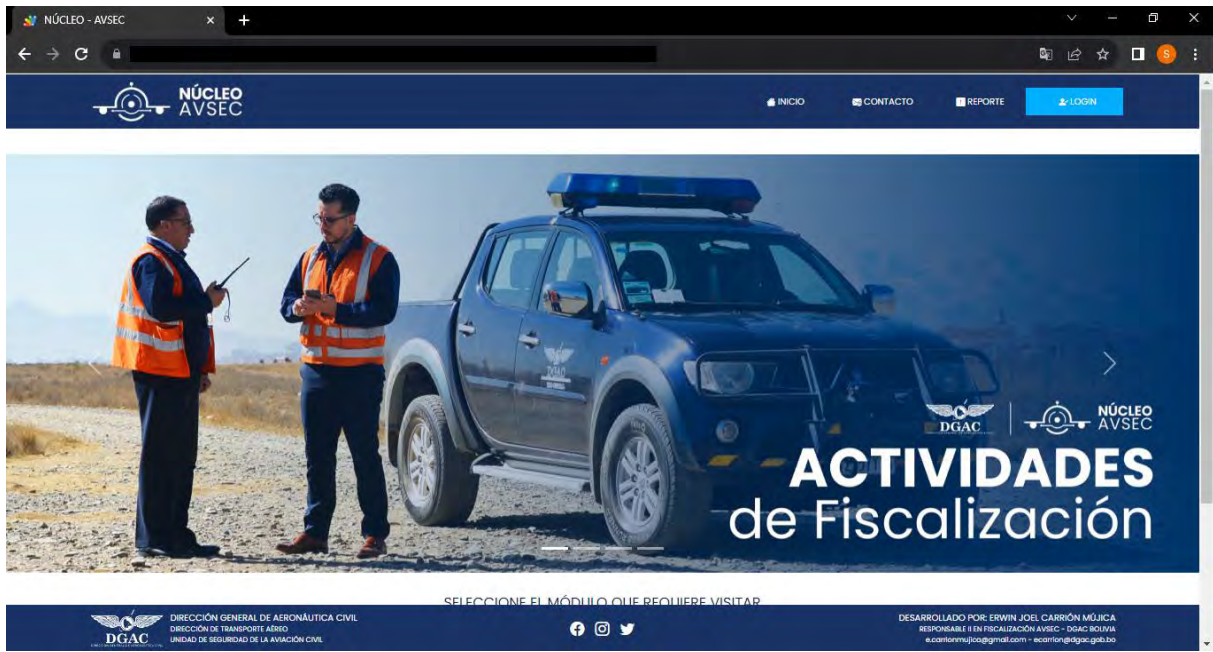 NÚCLEO - AVSEC
S
NÚCLEO
AVSEC
INICIO
CONTACTO
REPORTE
LOGIN
DGAC
DGAC
NÚCLEO
AVSEC
ACTIVIDADES
de Fiscalización
SELECCIONE EL MÓDULO QUE REQUIERE VISITAR
DGAC
DIRECCIÓN GENERAL DE AERONÁUTICA CIVIL
DIRECCIÓN DE TRANSPORTE AÉREO
UNIDAD DE SEGURIDAD DE LA AVIACIÓN CIVIL
DESARROLLADO POR: ERWIN JOEL CARRIÓN MÚJICA
RESPONSABLE II EN FISCALIZACIÓN AVSEC - DGAC BOLIVIA
e.carrionmujica@gmail.com - ecarrion@dgac.gob.bo